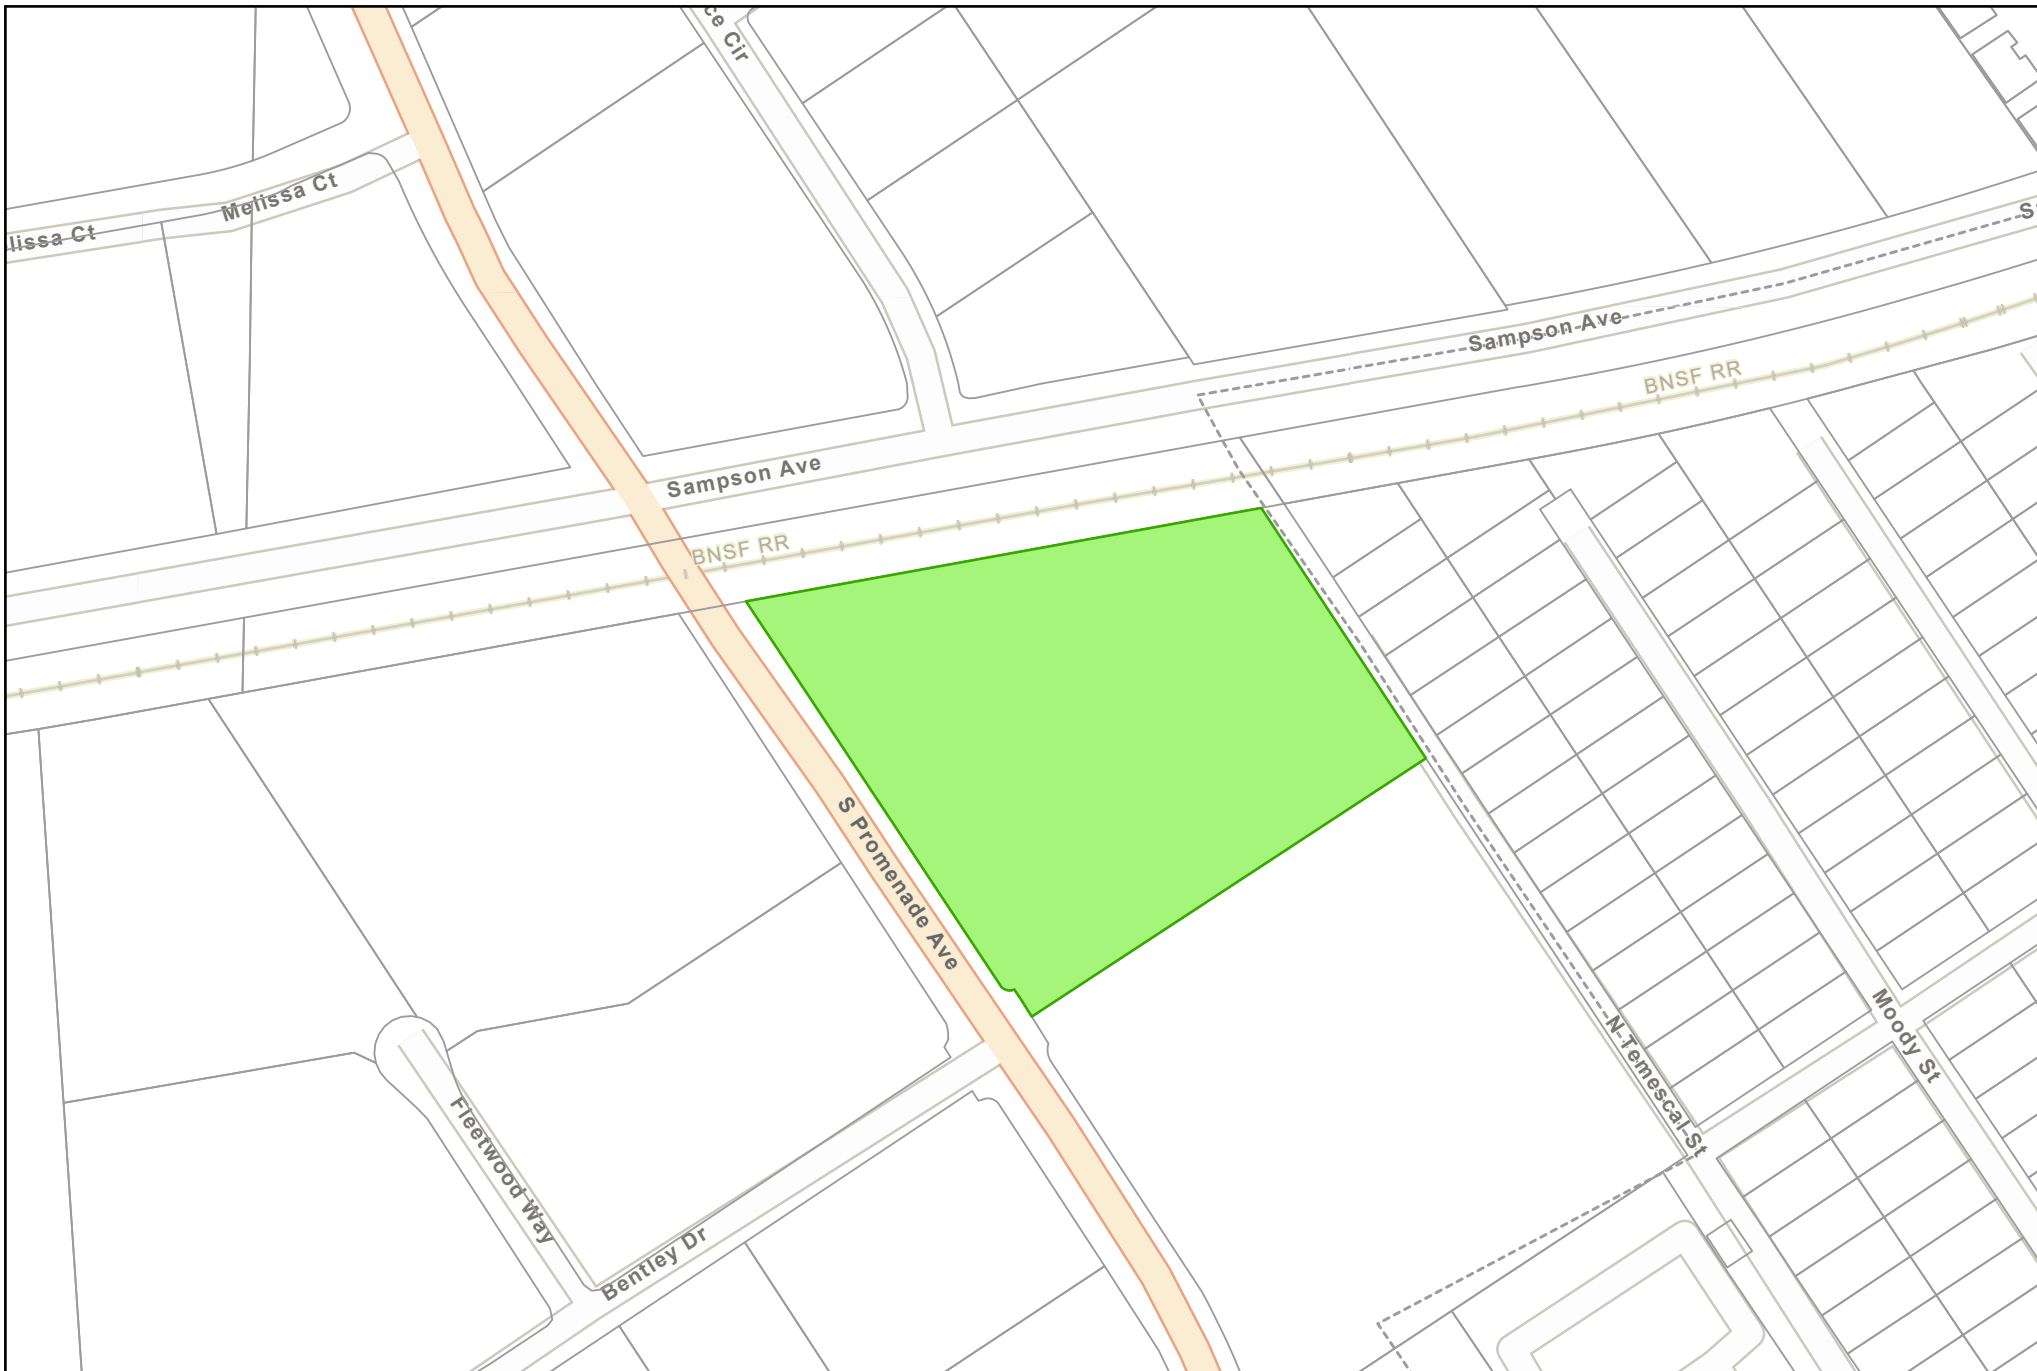 ce Cir
Melissa Ct
lissa Ct
Sampson Ave
BNSF RR
Sampson Ave
BNSF RR
S Promenade Ave
Moody St
N Temescal St
Fleetwood Way
Bentley Dr